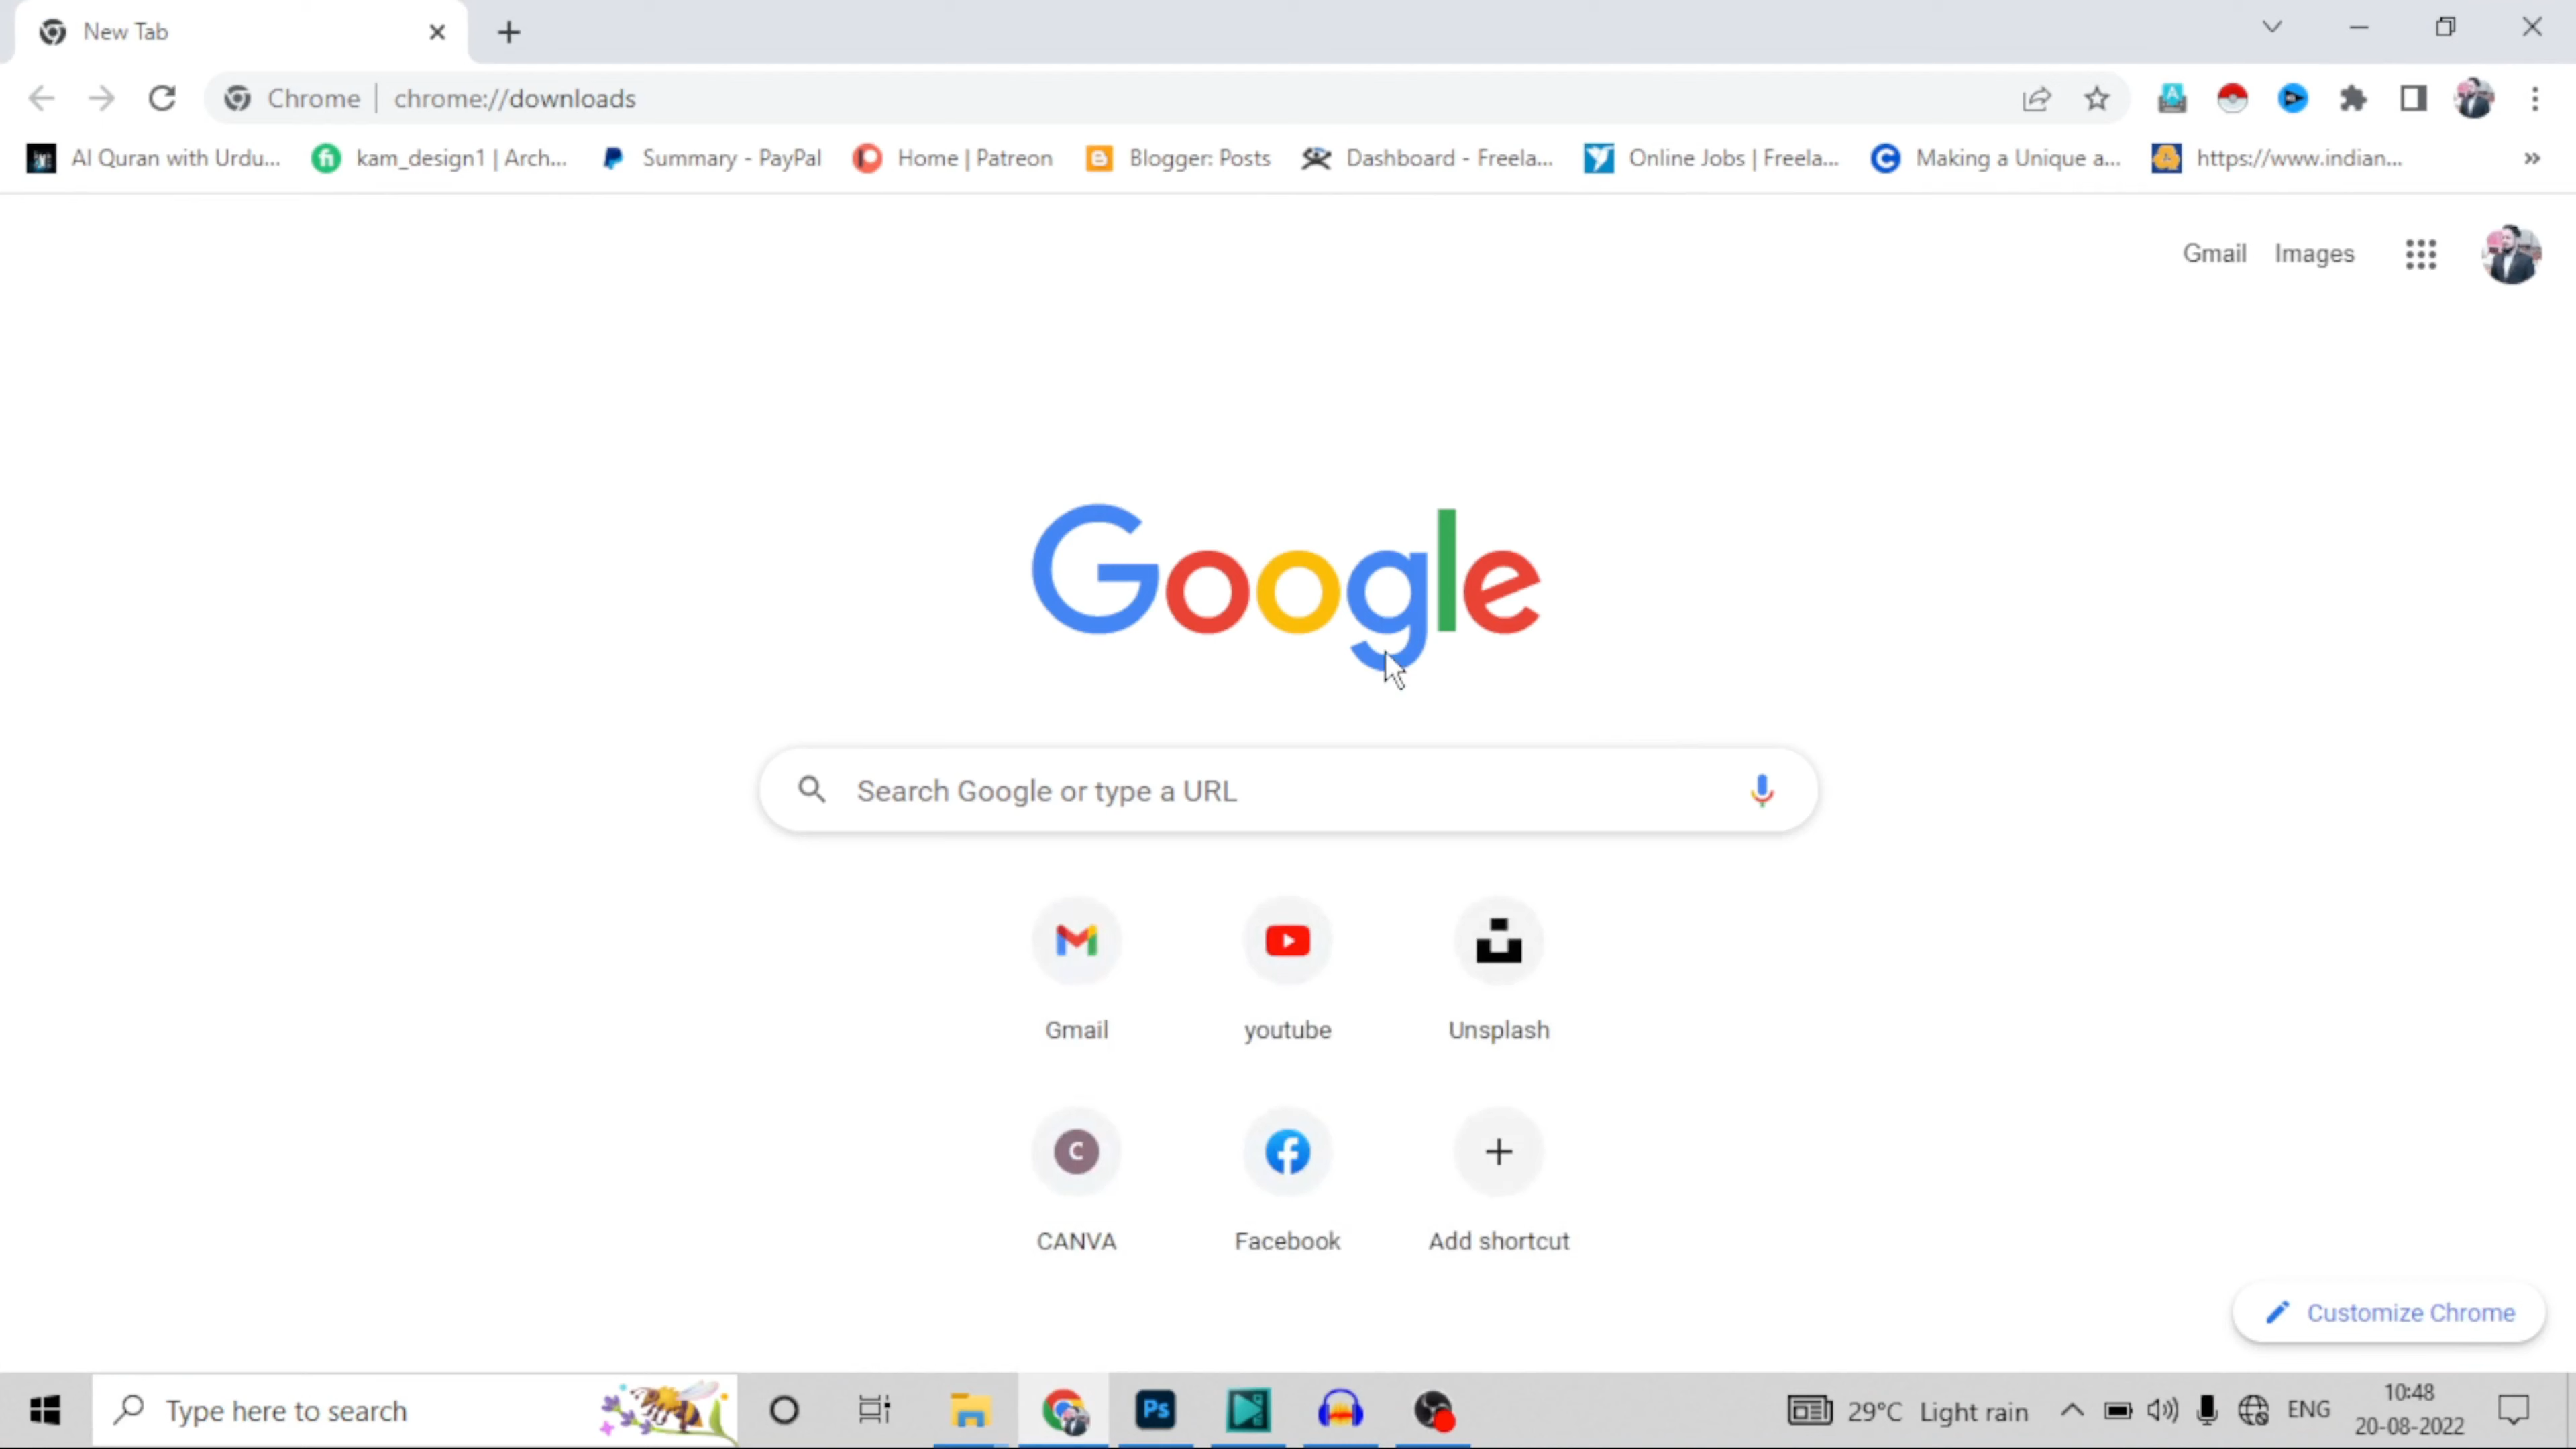 New Tab
Chrome | chrome://downloads
Al Quran with Urdu... kam_design1 | Arch... Summary - PayPal Home | Patreon Blogger: Posts Dashboard - Freela... Online Jobs | Freela... Making a Unique a... https://www.indian...
Gmail Images
Google
Search Google or type a URL
Gmail youtube Unsplash
C
CANVA Facebook Add shortcut
Customize Chrome
Type here to search Ps 29°C Light rain ENG 10:48
20-08-2022